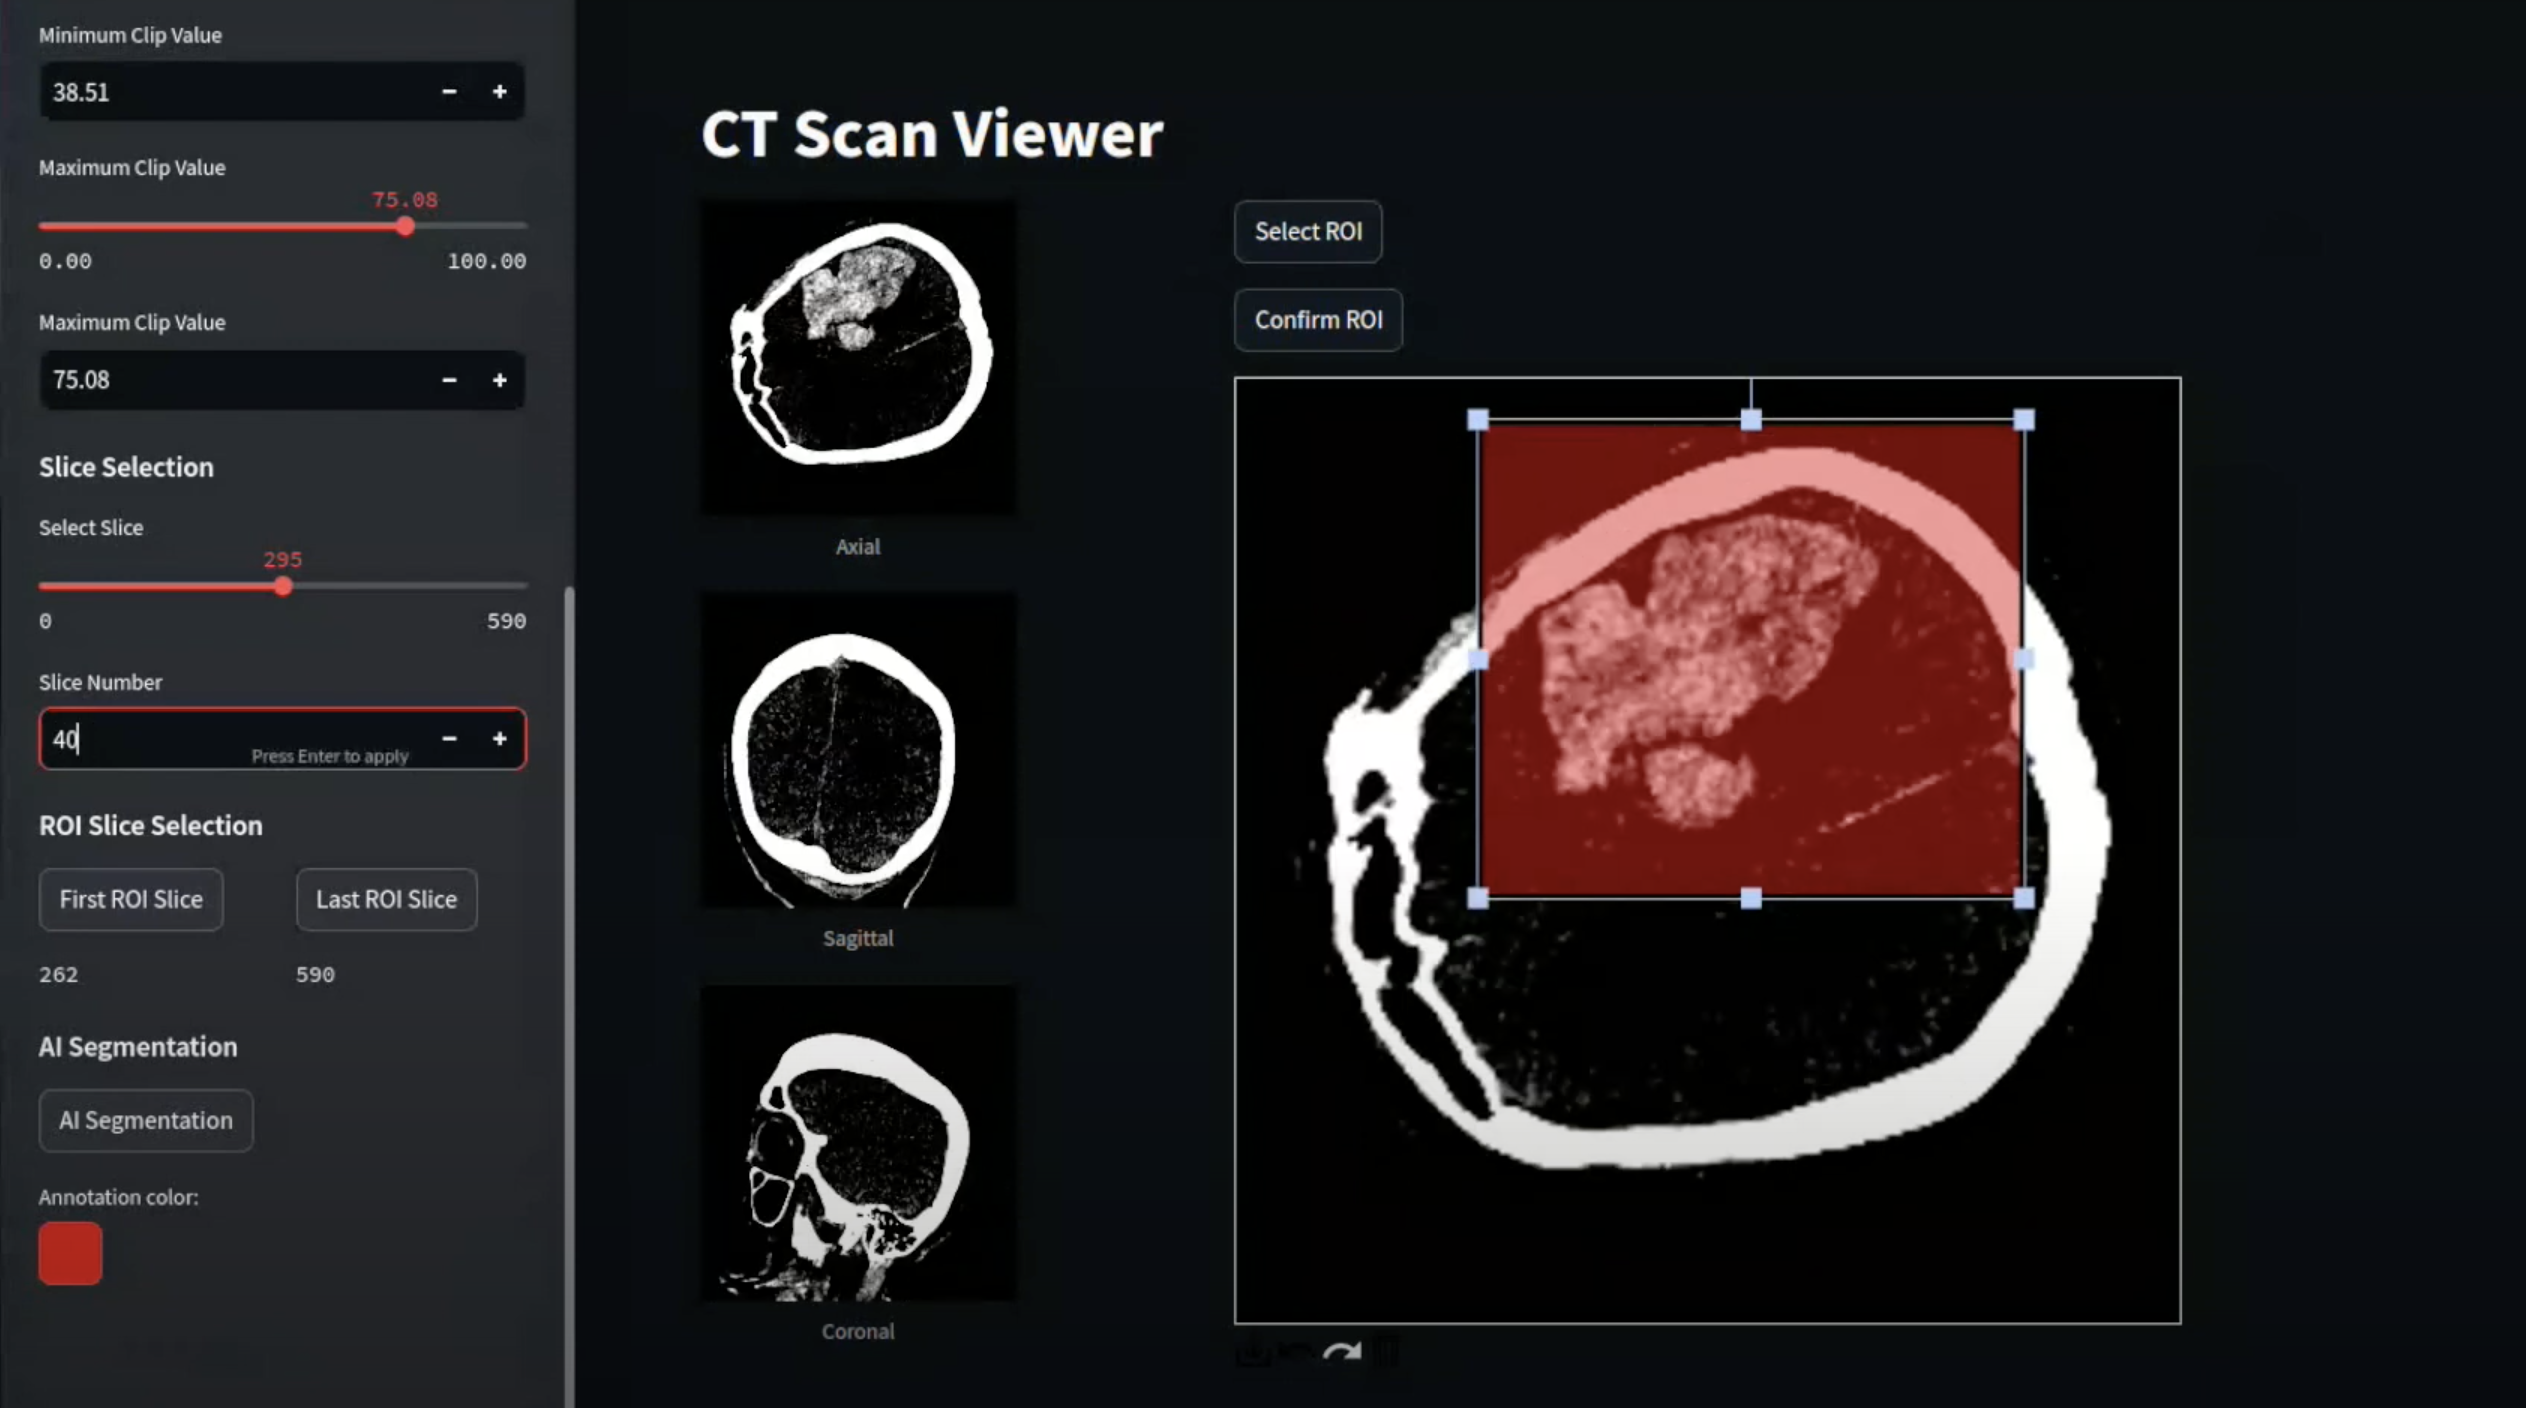 Minimum Clip Value
38.51 - +
Maximum Clip Value
75.08
0.00 100.00
Maximum Clip Value
75.08 - +
Slice Selection
Select Slice
295
0 590
Slice Number
40 Press Enter to apply - +
ROI Slice Selection
First ROI Slice Last ROI Slice
262 590
AI Segmentation
AI Segmentation
Annotation color:
CT Scan Viewer
Axial
Sagittal
Coronal
Select ROI
Confirm ROI